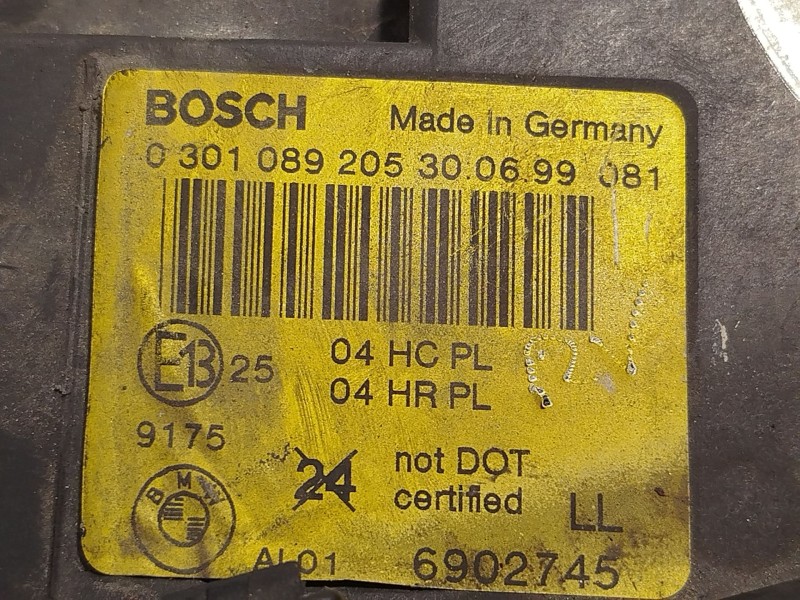 BOSCH Made in Germany
0 301 089 205 30.06.99 081
E13 25 04 HC PL
04 HR PL
9175
24 not DOT
certified LL
BMW
AL01 6902745